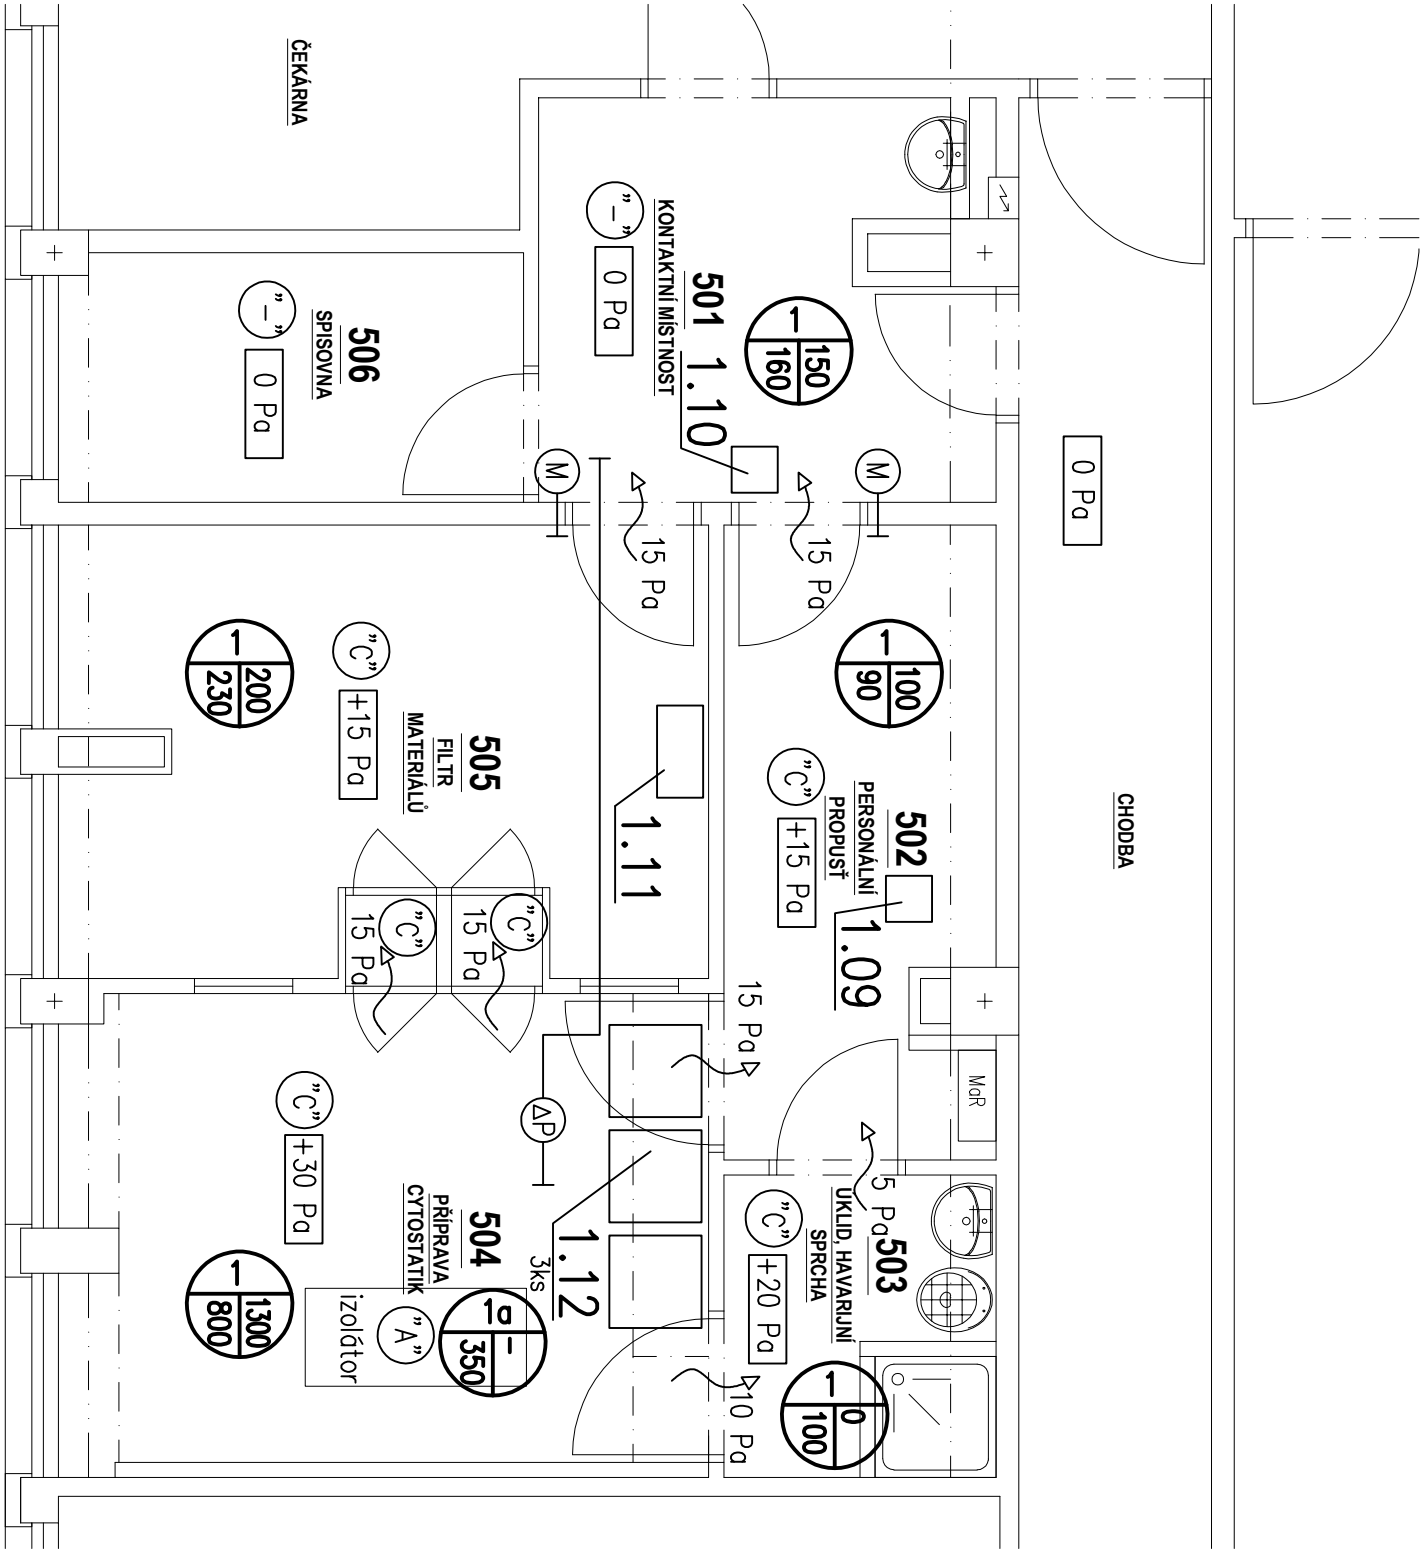 ČEKÁRNA
"–"
0 Pa
501
KONTAKTNÍ MÍSTNOST
1.10
1
150
160
506
SPISOVNA
"–"
0 Pa
M
M
0 Pa
15 Pa
15 Pa
CHODBA
1
200
230
"C"
+15 Pa
505
FILTR
MATERIÁLŮ
1.11
1
100
90
"C"
+15 Pa
502
PERSONÁLNÍ
PROPUSŤ
1.09
"C"
15 Pa
"C"
15 Pa
15 Pa
MaR
"C"
+30 Pa
ΔP
504
PŘÍPRAVA
CYTOSTATIK
1.12
3ks
1
1300
800
izolátor
"A"
1a
-
350
5 Pa
503
ÚKLID, HAVARIJNÍ
SPRCHA
"C"
+20 Pa
1
0
100
10 Pa